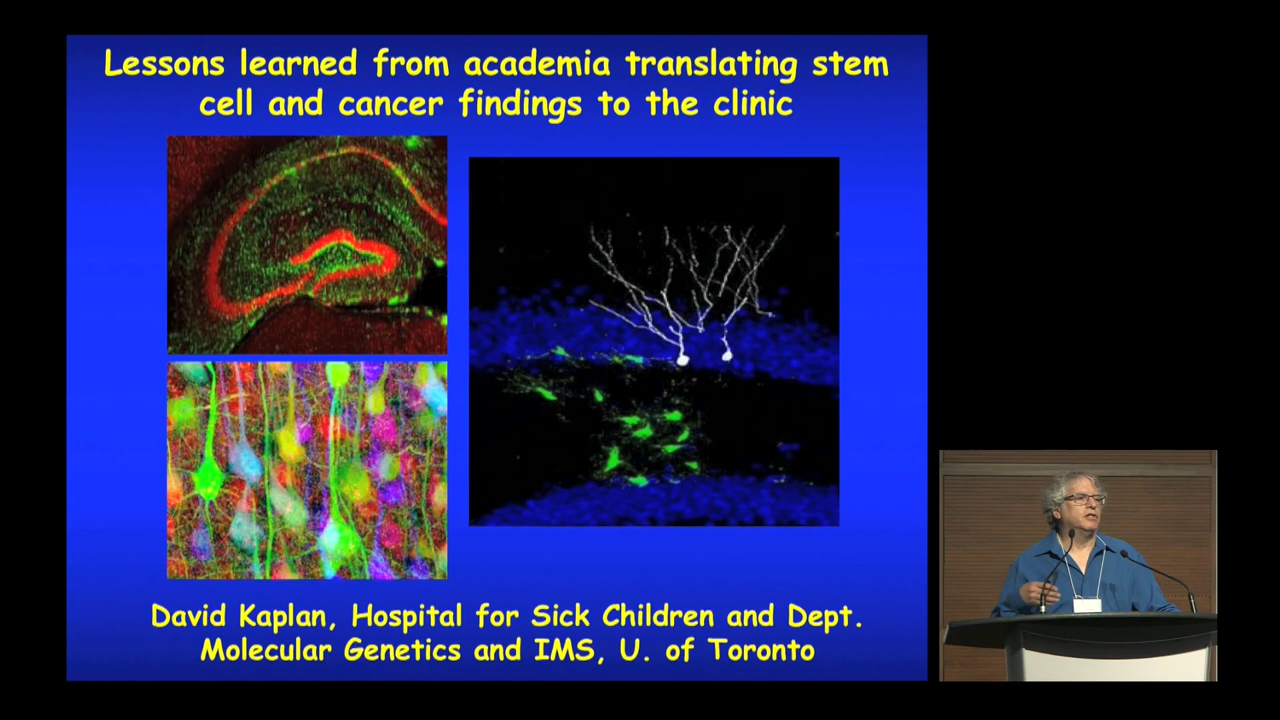 Lessons learned from academia translating stem
cell and cancer findings to the clinic
David Kaplan, Hospital for Sick Children and Dept.
Molecular Genetics and IMS, U. of Toronto